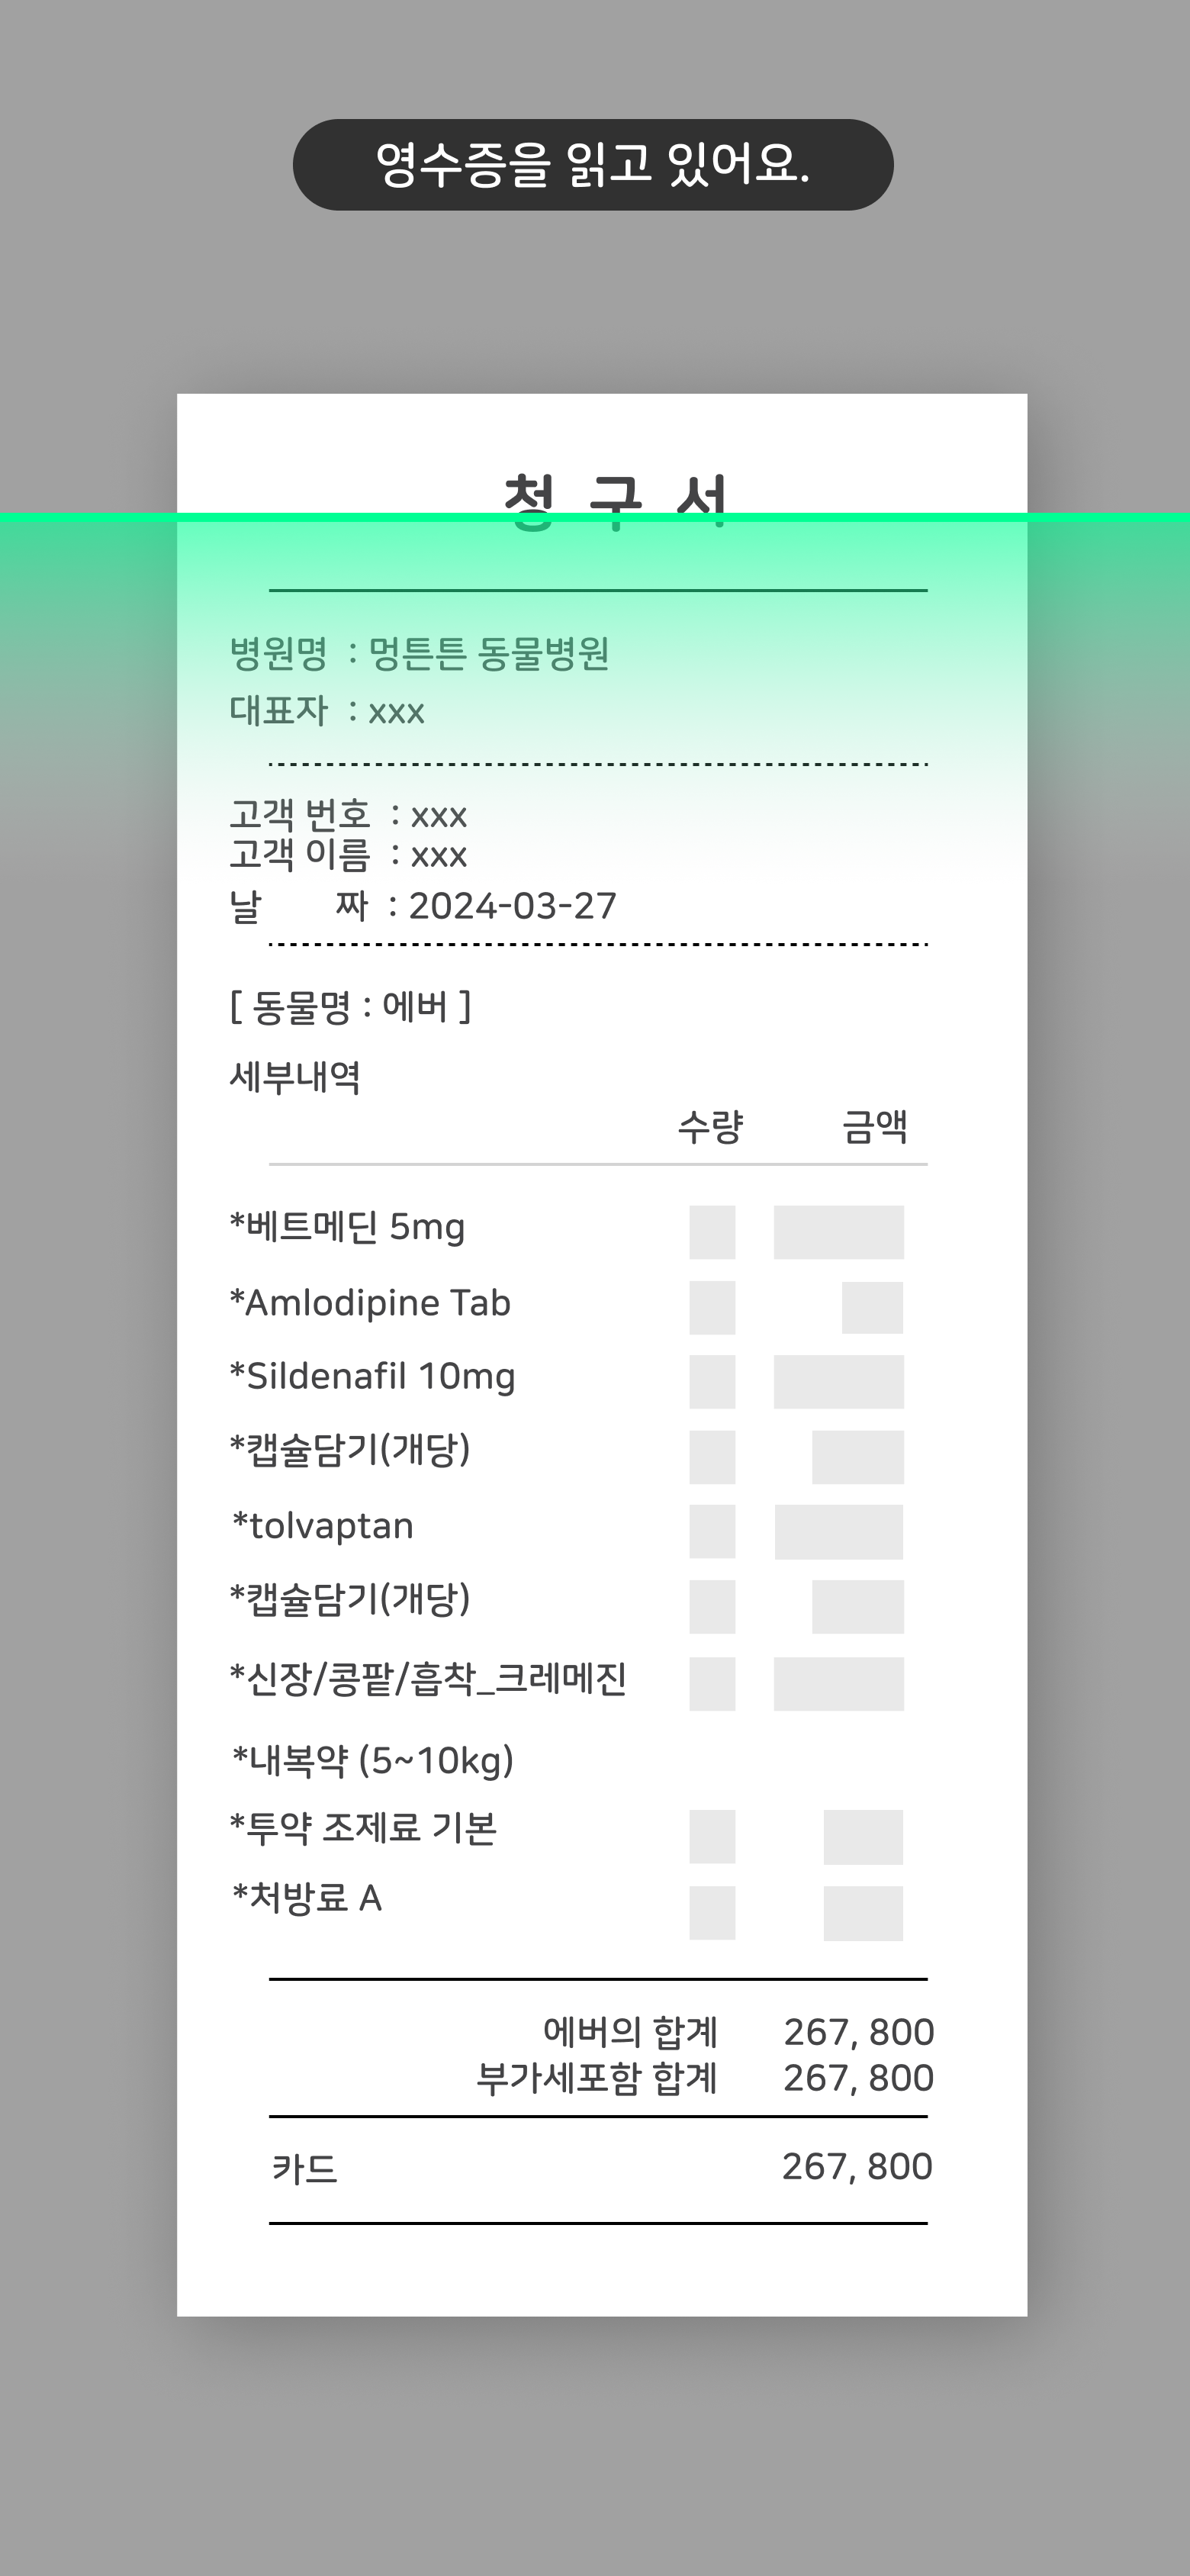 영수증을 읽고 있어요.
청 구 서
병원명 : 멍튼튼 동물병원
대표자 : xxx
고객 번호 : xxx
고객 이름 : xxx
날 짜 : 2024-03-27
[ 동물명 : 에버 ]
세부내역
수량 금액
*베트메딘 5mg
*Amlodipine Tab
*Sildenafil 10mg
*캡슐담기(개당)
*tolvaptan
*캡슐담기(개당)
*신장/콩팥/흡착_크레메진
*내복약 (5~10kg)
*투약 조제료 기본
*처방료 A
에버의 합계 267, 800
부가세포함 합계 267, 800
카드 267, 800